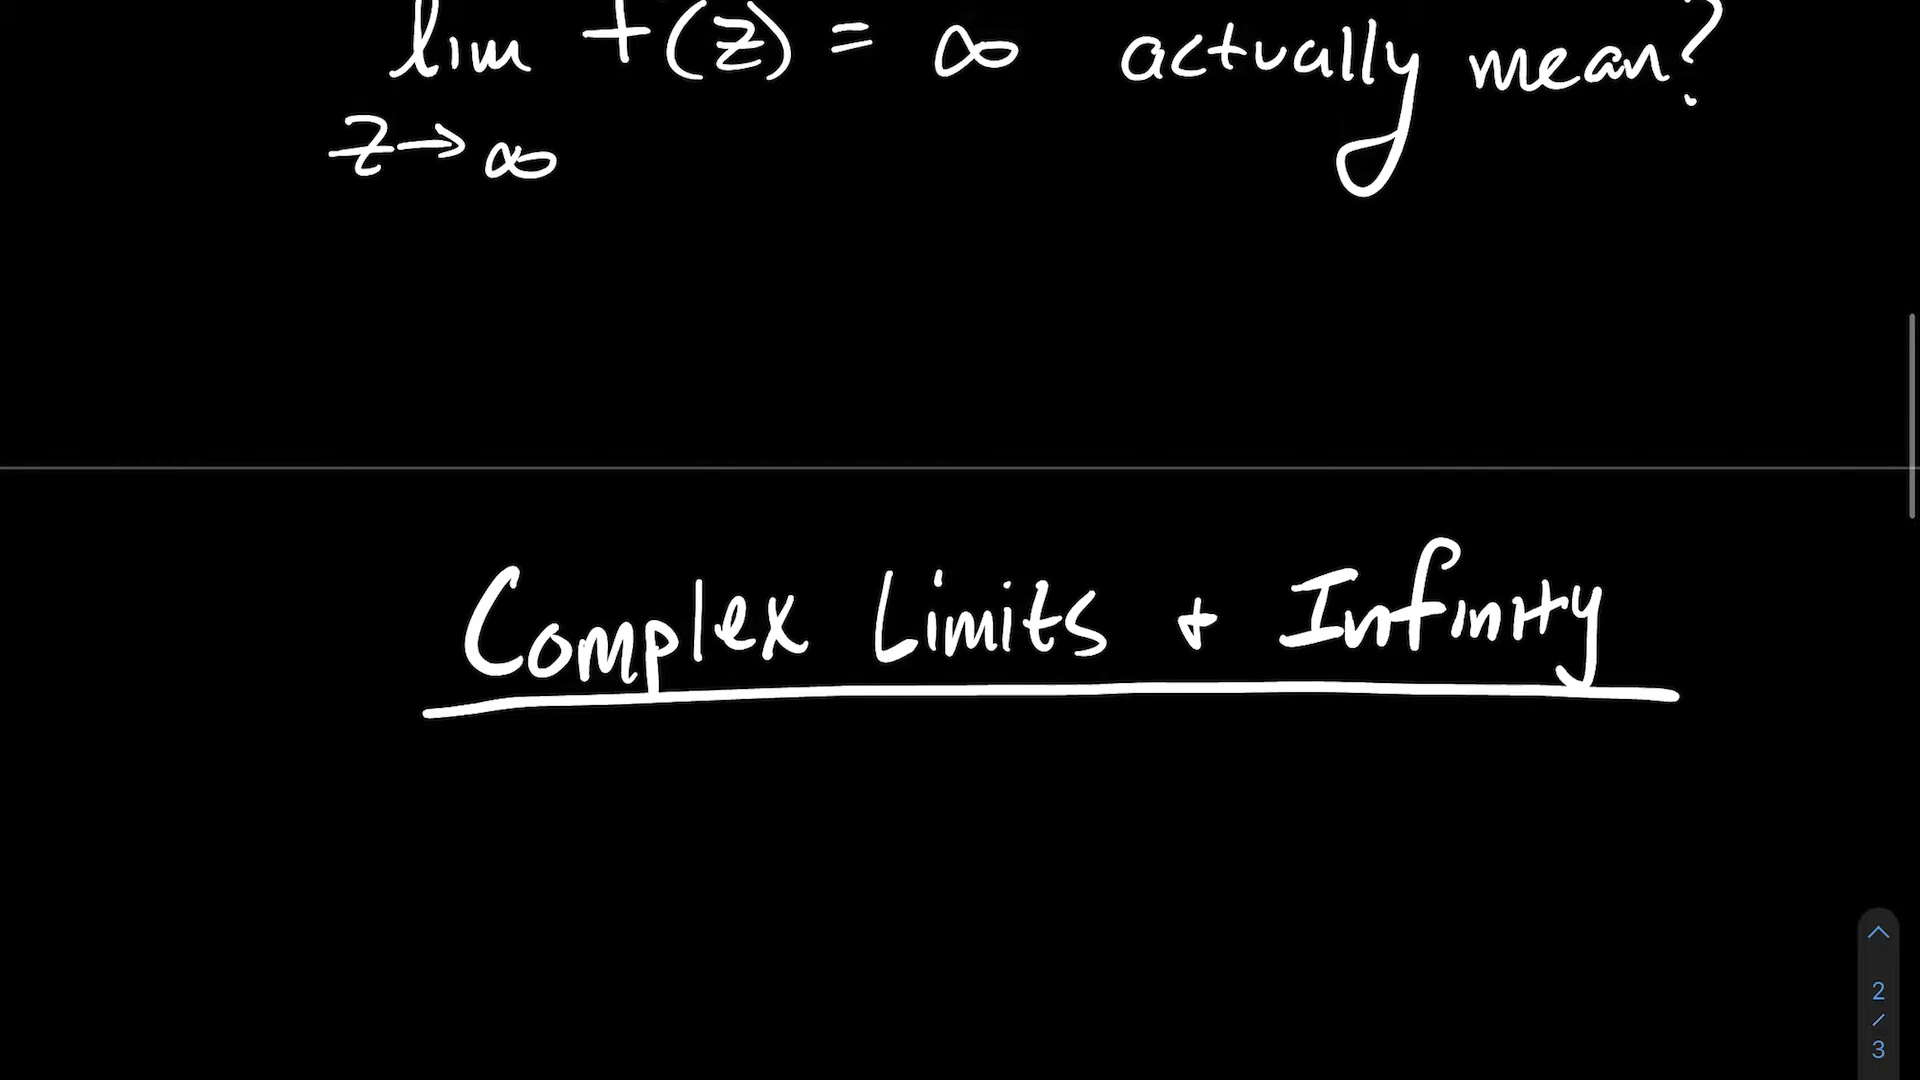 lim f(z) = ∞ actually mean?
z→∞
Complex Limits + Infinity
2
/
3